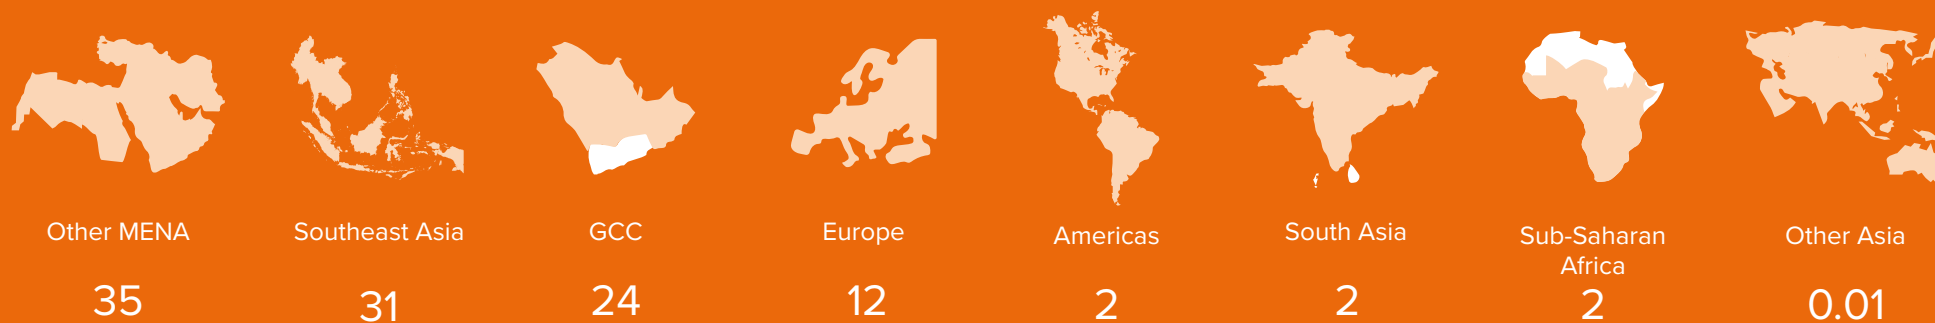 Other MENA
35
Southeast Asia
31
GCC
24
Europe
12
Americas
2
South Asia
2
Sub-Saharan
Africa
2
Other Asia
0.01